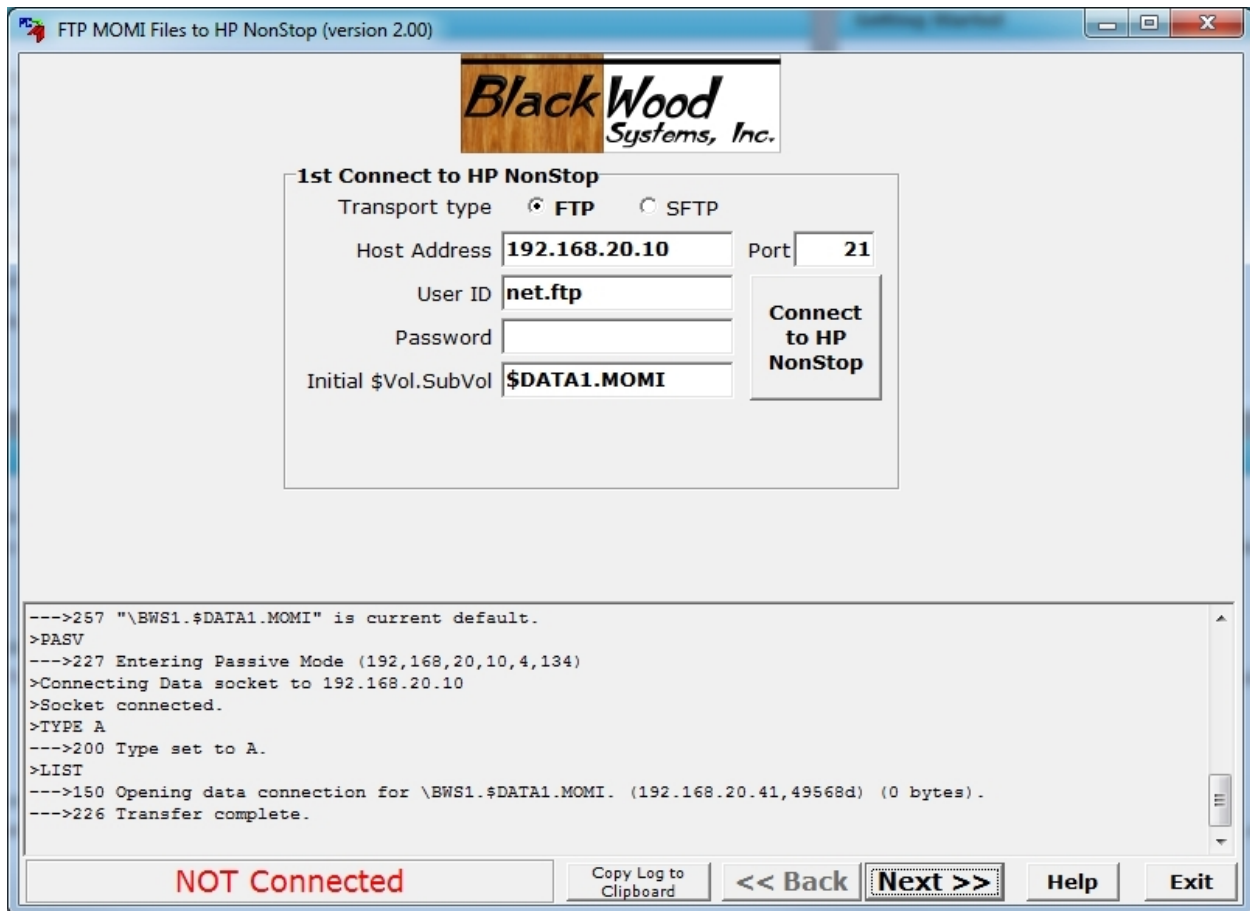 FTP MOMI Files to HP NonStop (version 2.00)
BlackWood
Systems, Inc.
1st Connect to HP NonStop
Transport type FTP SFTP
Host Address 192.168.20.10 Port 21
User ID net.ftp
Password
Initial $Vol.SubVol $DATA1.MOMI
Connect
to HP
NonStop
--->257 "\BWS1.$DATA1.MOMI" is current default.
>PASV
--->227 Entering Passive Mode (192,168,20,10,4,134)
>Connecting Data socket to 192.168.20.10
>Socket connected.
>TYPE A
--->200 Type set to A.
>LIST
--->150 Opening data connection for \BWS1.$DATA1.MOMI. (192.168.20.41,49568d) (0 bytes).
--->226 Transfer complete.
NOT Connected
Copy Log to
Clipboard
<< Back
Next >>
Help
Exit